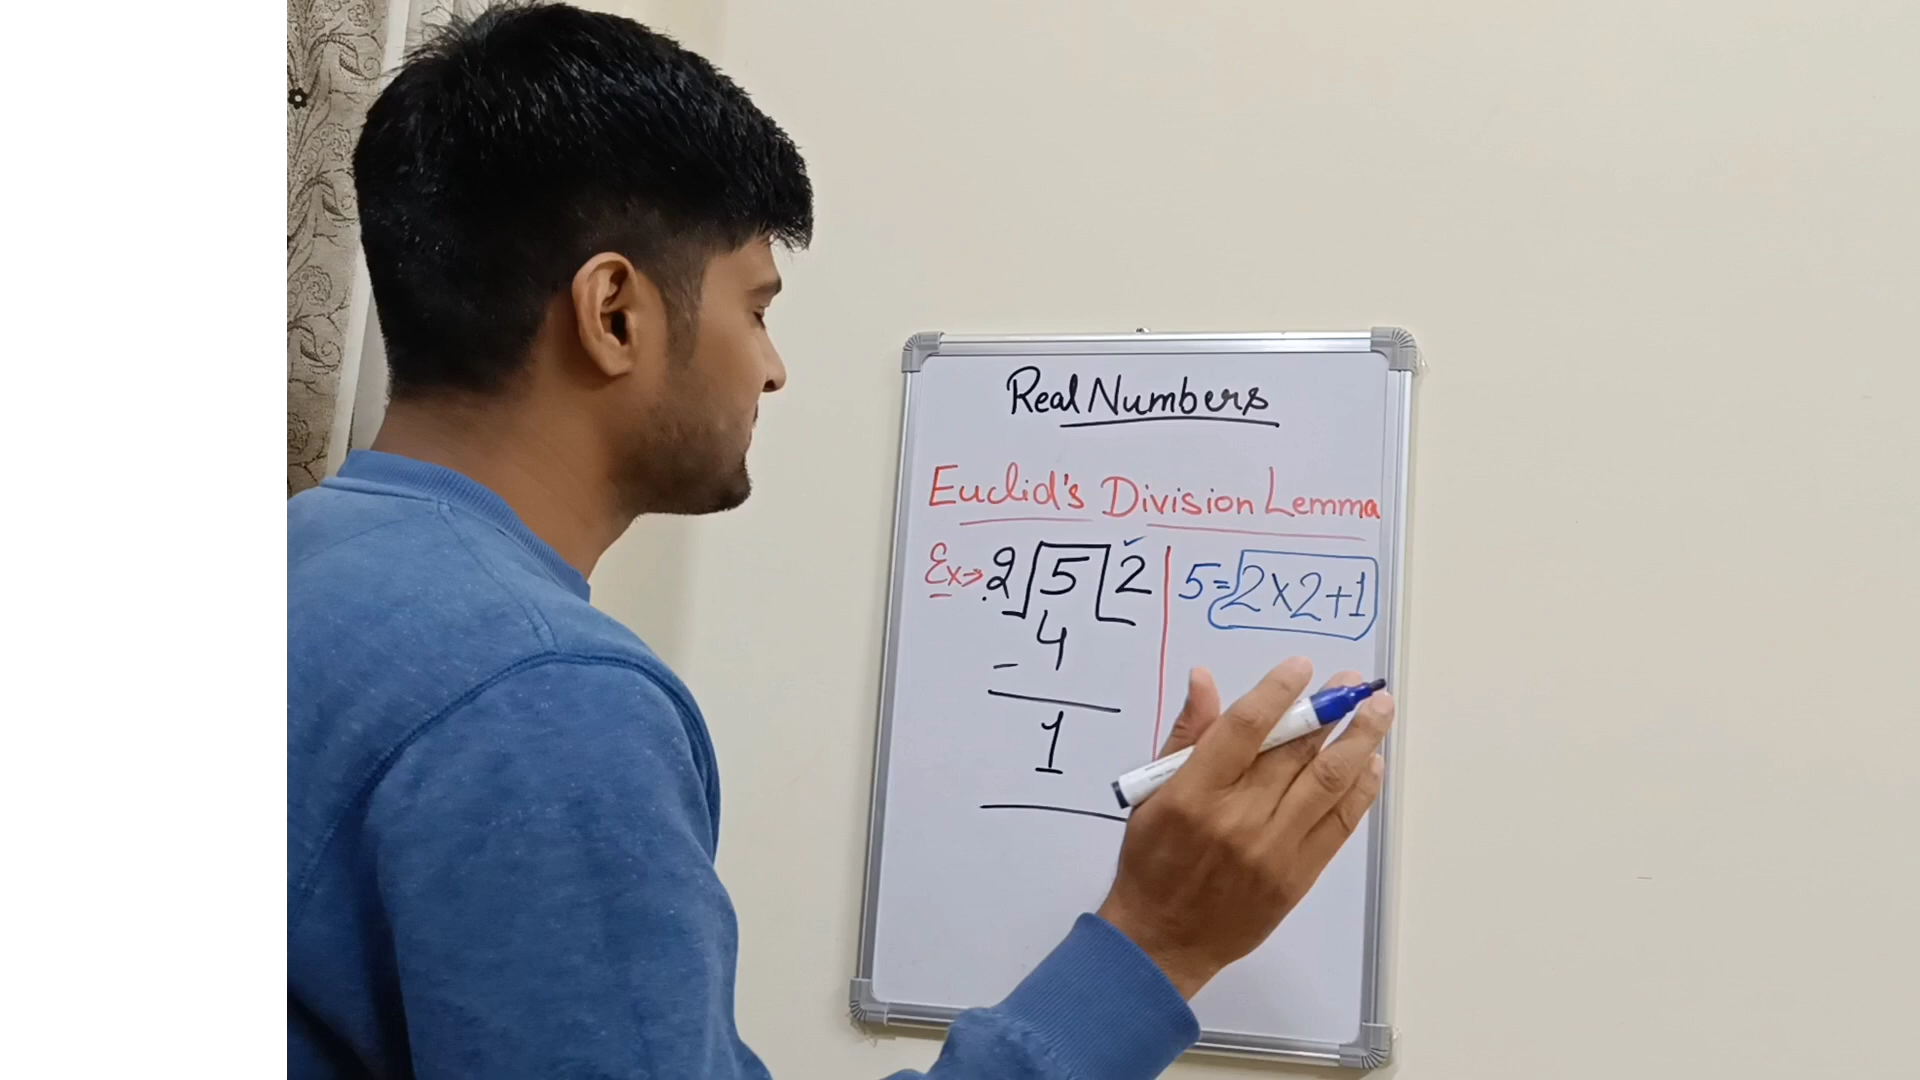 Real Numbers
Euclid's Division Lemma
Ex→ 2 5 2
- 4
1
5=2×2+1